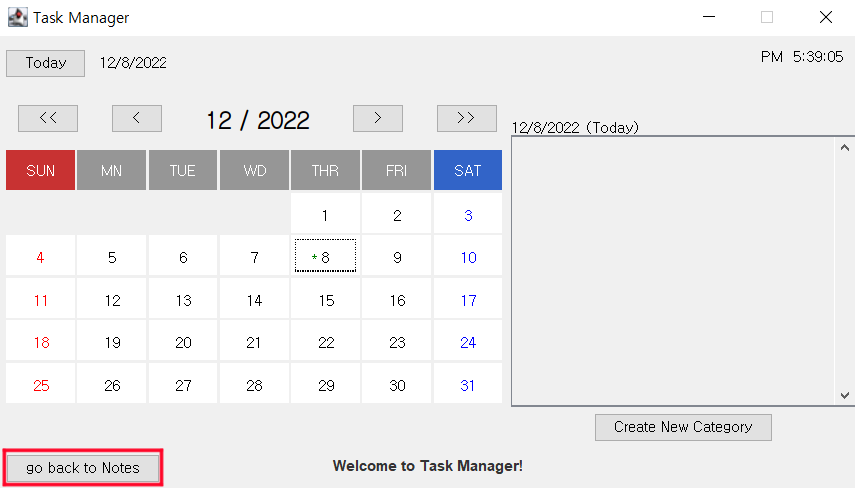 Task Manager
Today 12/8/2022 PM 5:39:05
<< < 12 / 2022 > >>
12/8/2022 (Today)
SUN MN TUE WD THR FRI SAT
1 2 3
4 5 6 7 *8 9 10
11 12 13 14 15 16 17
18 19 20 21 22 23 24
25 26 27 28 29 30 31
Create New Category
go back to Notes Welcome to Task Manager!